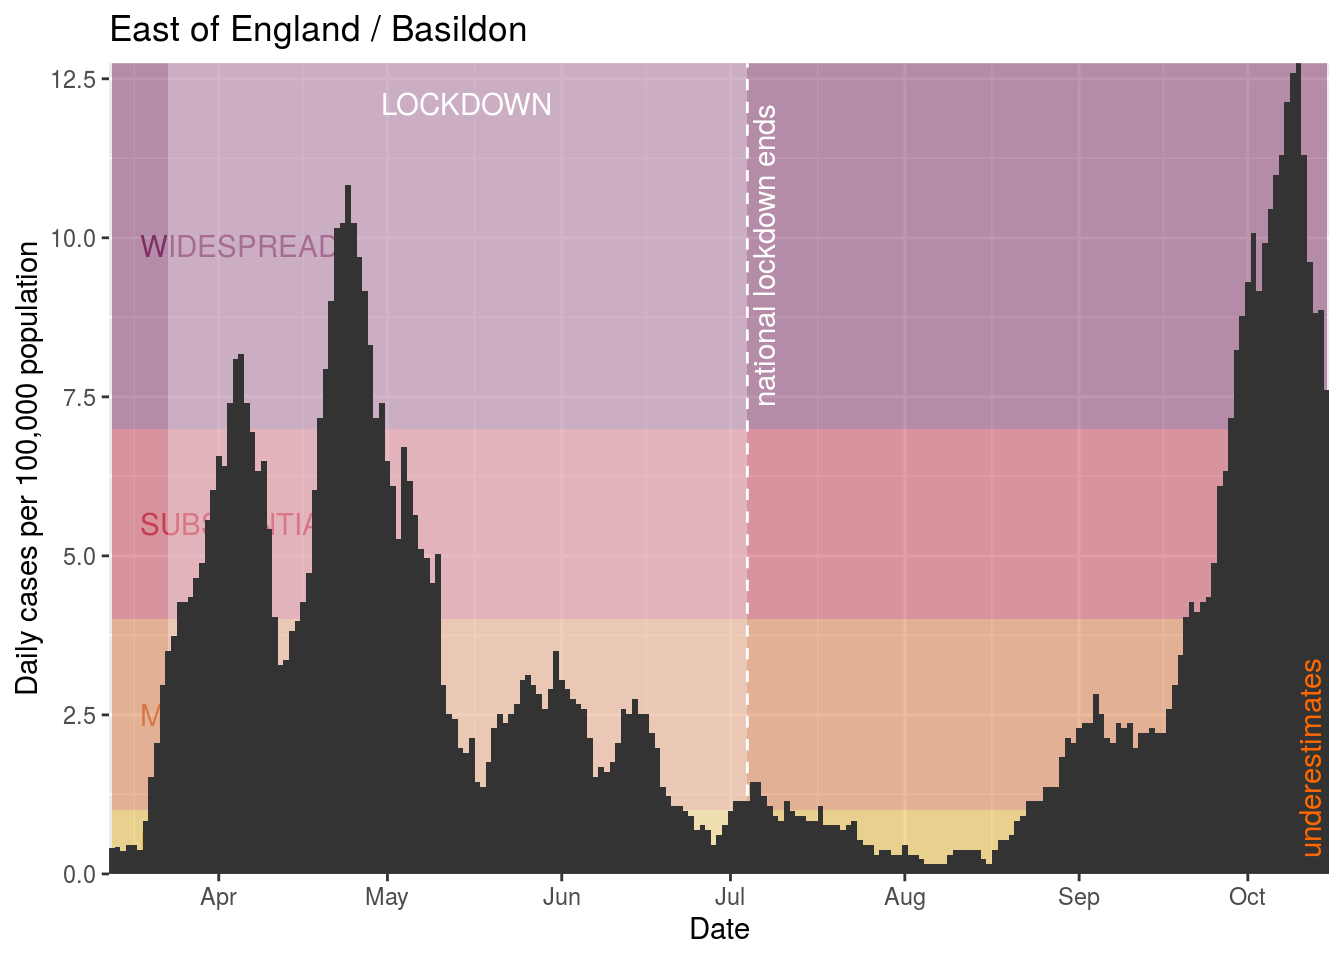 East of England / Basildon
Daily cases per 100,000 population
12.5
10.0
7.5
5.0
2.5
0.0
LOCKDOWN
WIDESPREAD
national lockdown ends
underestimates
Apr
May
Jun
Jul
Aug
Sep
Oct
Date